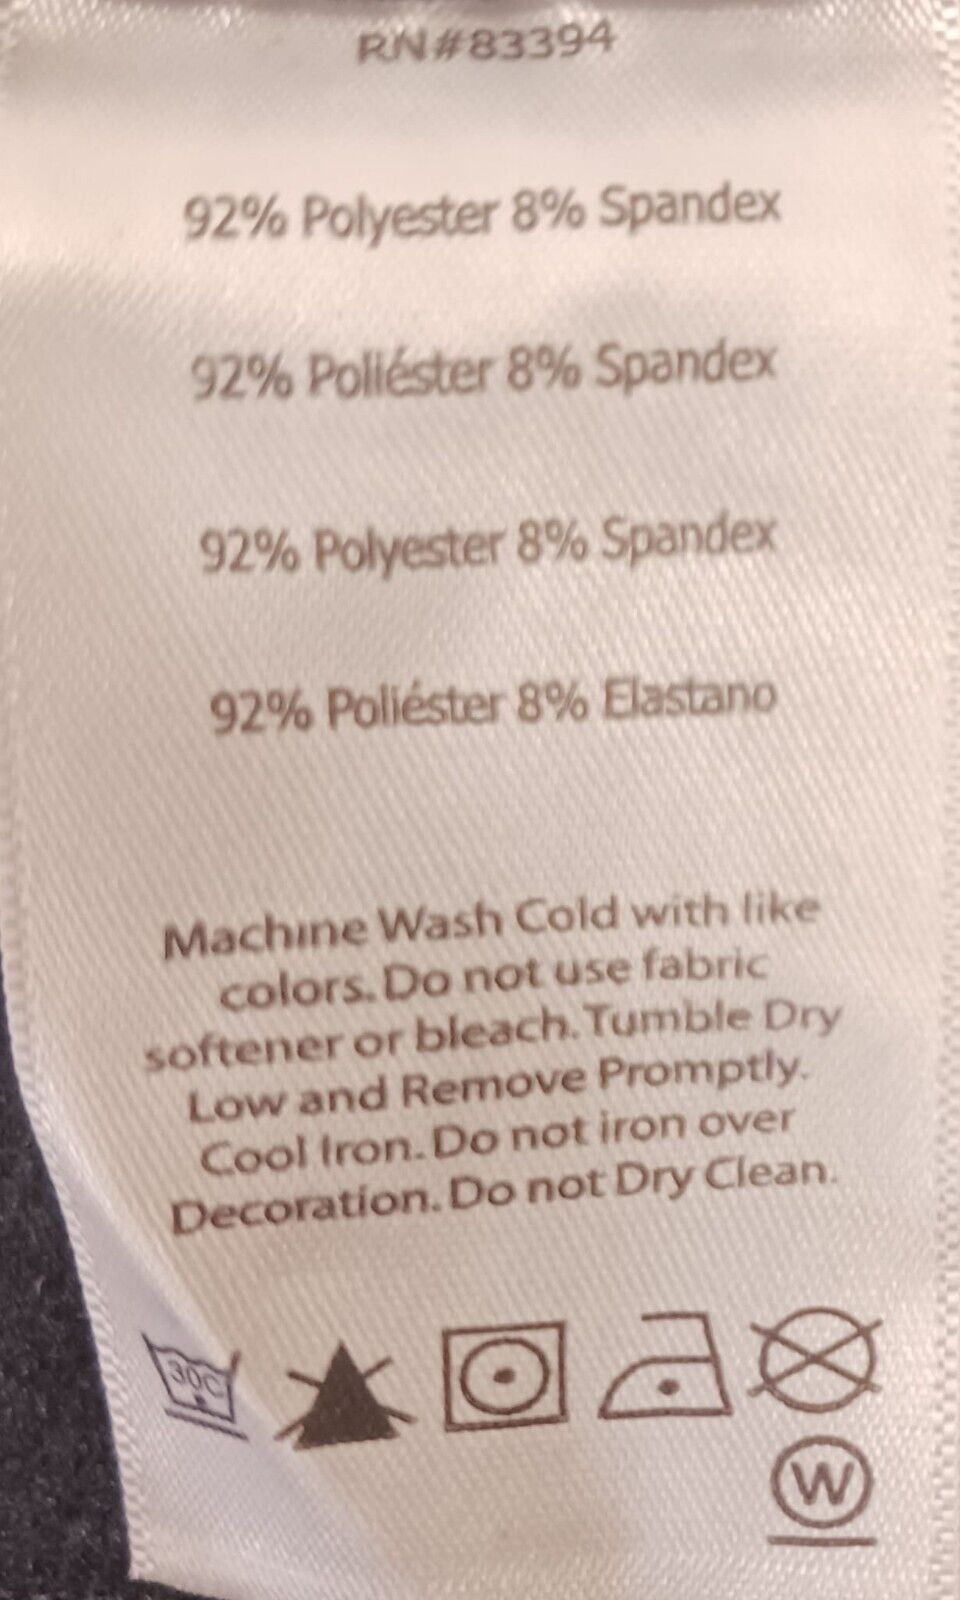 RN#83394
92% Polyester 8% Spandex
92% Poliéster 8% Spandex
92% Polyester 8% Spandex
92% Poliéster 8% Elastano
Machine Wash Cold with like
colors. Do not use fabric
softener or bleach. Tumble Dry
Low and Remove Promptly.
Cool Iron. Do not iron over
Decoration. Do not Dry Clean.
30C
W